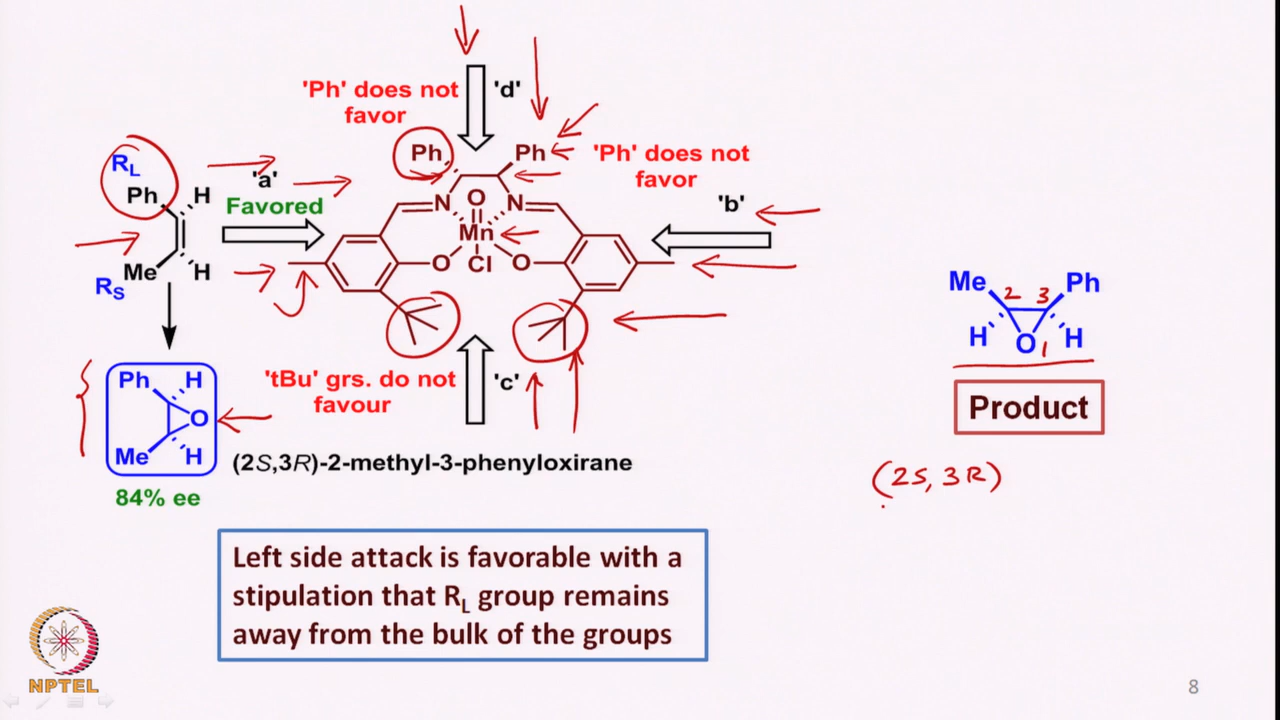 'Ph' does not
favor
'd'
R_L
Ph
H
'a'
Favored
Me
H
R_S
Ph
Ph
'Ph' does not
favor
'b'
N
O
N
Mn
O
Cl
O
Ph
H
O
Me
H
84% ee
'tBu' grs. do not
favour
'c'
(2S,3R)-2-methyl-3-phenyloxirane
Me
2
3
Ph
H
O
1
H
Product
(2S, 3R)
Left side attack is favorable with a
stipulation that R_L group remains
away from the bulk of the groups
NPTEL
8